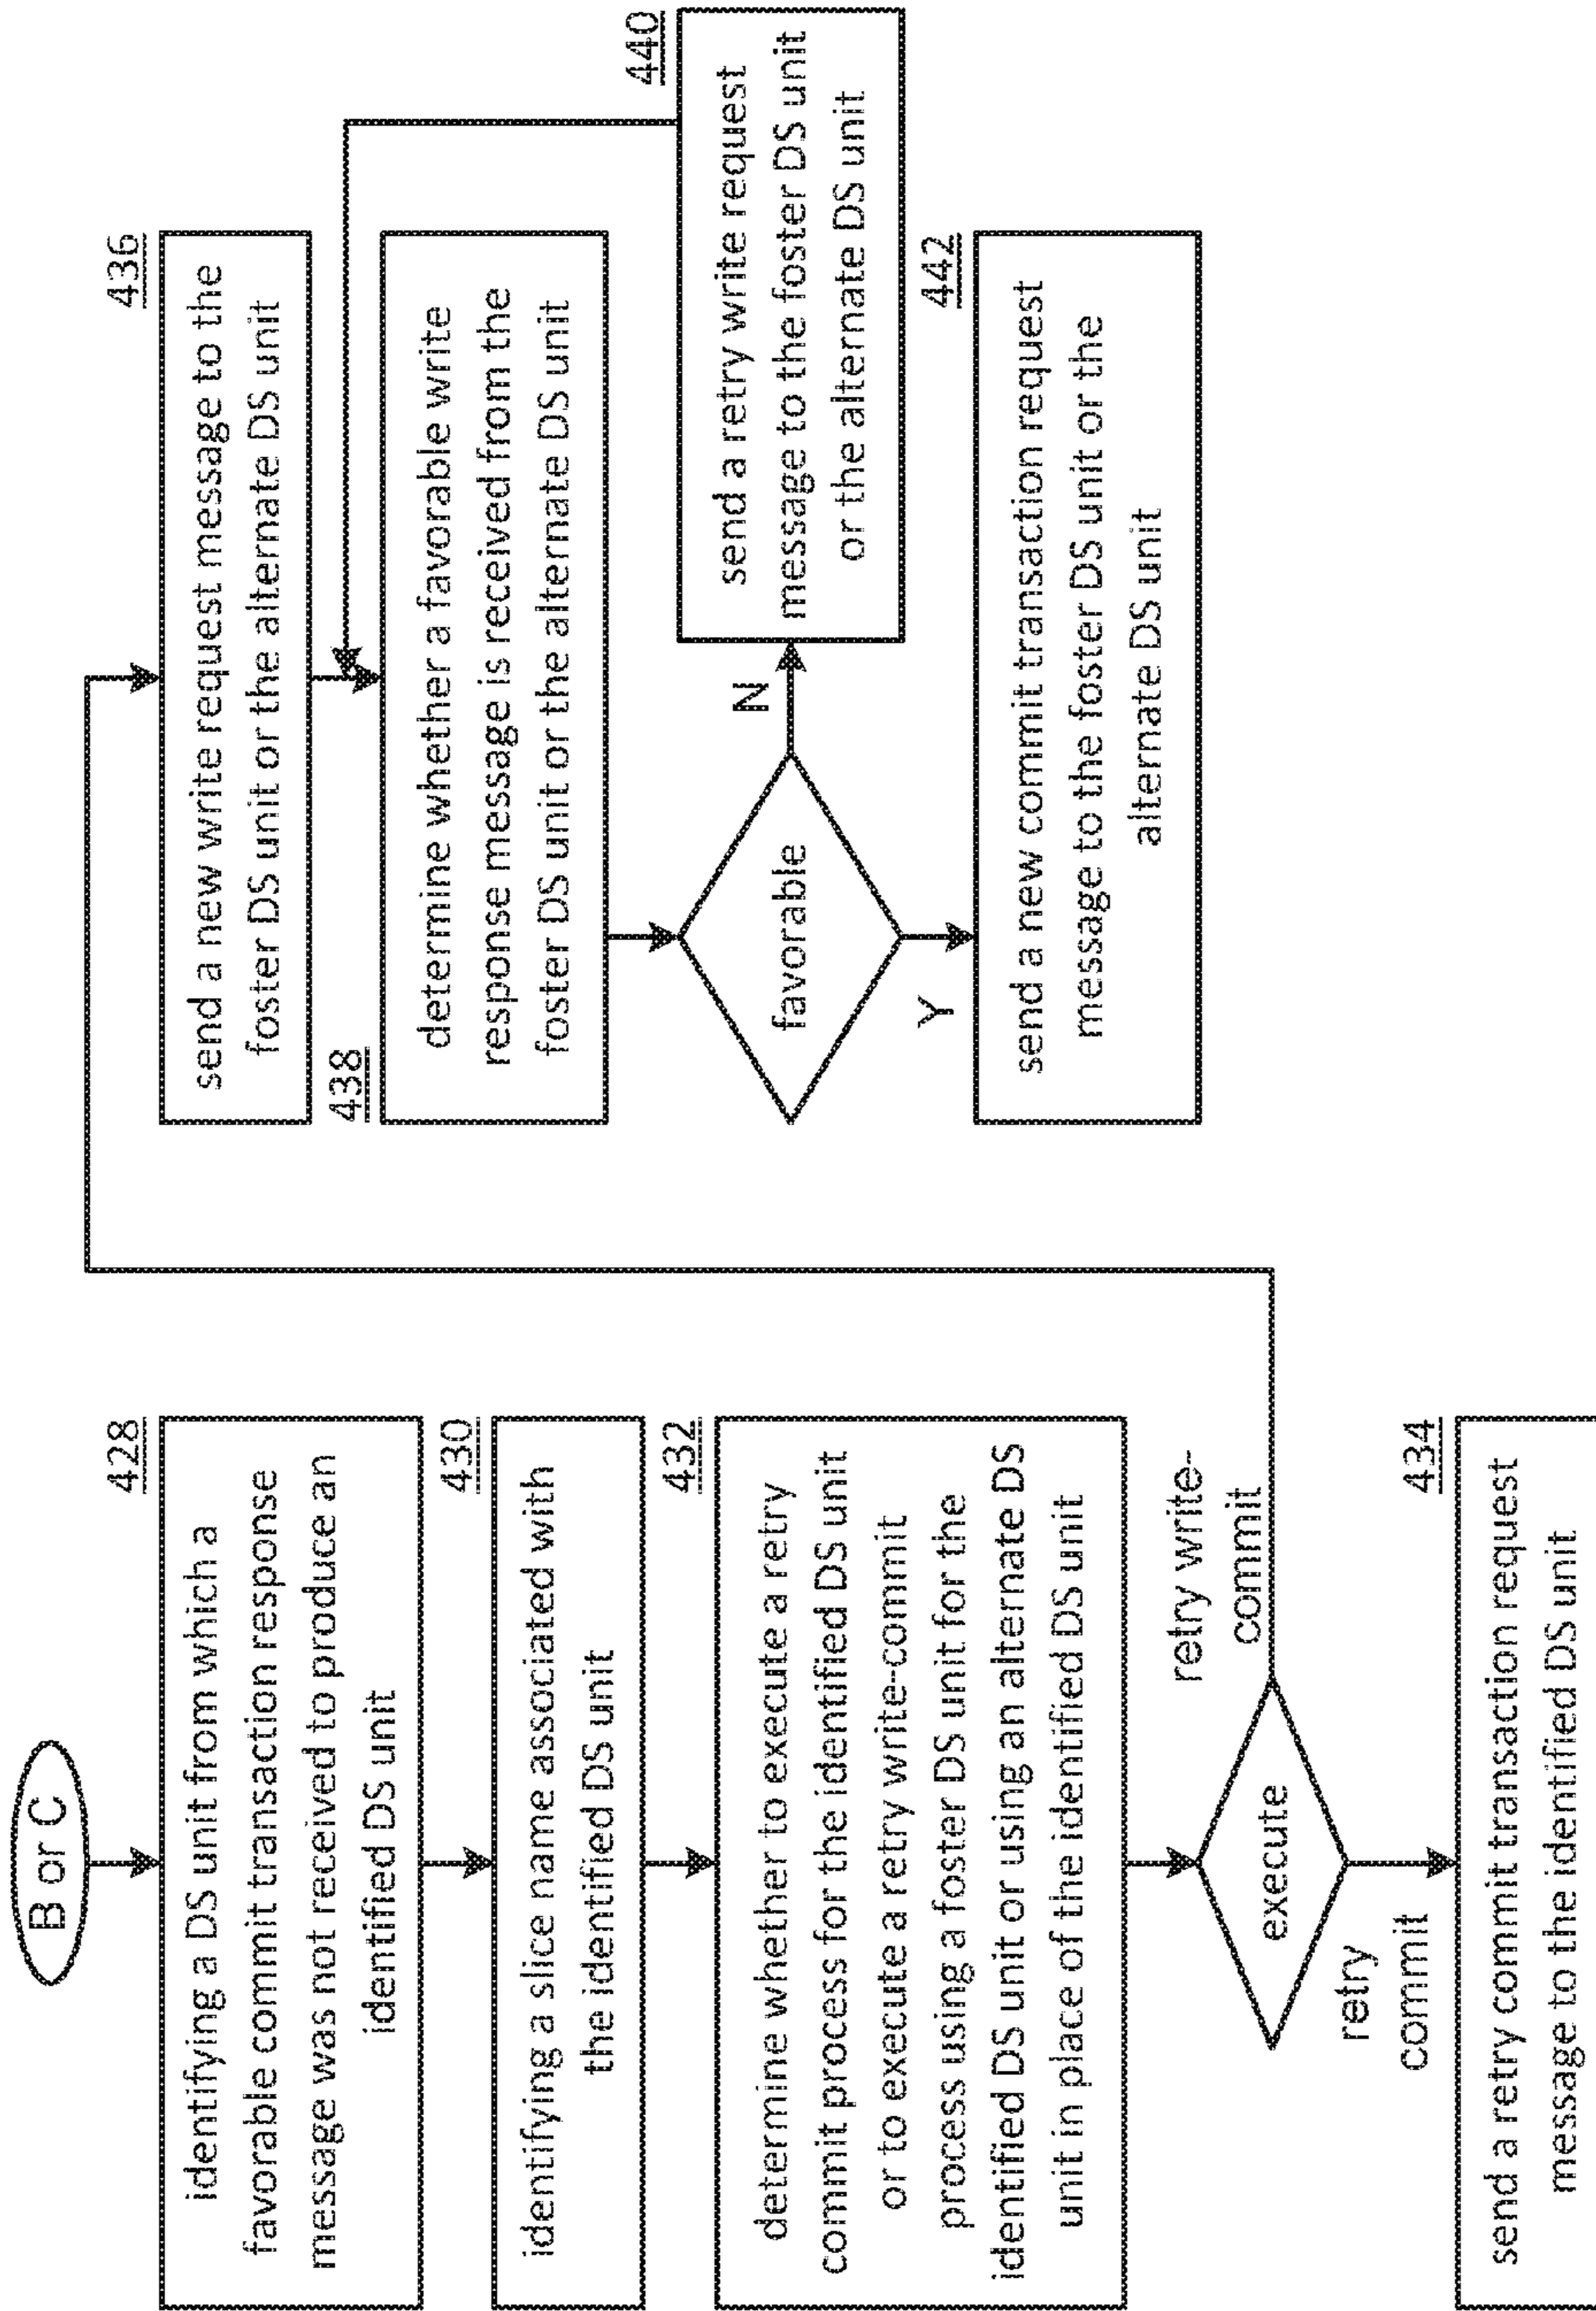 B or C
428
identifying a DS unit from which a
favorable commit transaction response
message was not received to produce an
identified DS unit
430
identifying a slice name associated with
the identified DS unit
432
determine whether to execute a retry
commit process for the identified DS unit
or to execute a retry write-commit
process using a foster DS unit for the
identified DS unit or using an alternate DS
unit in place of the identified DS unit
execute
retry write-
commit
retry
commit
434
send a retry commit transaction request
message to the identified DS unit
436
send a new write request message to the
foster DS unit or the alternate DS unit
438
determine whether a favorable write
response message is received from the
foster DS unit or the alternate DS unit
favorable
N
Y
440
send a retry write request
message to the foster DS unit
or the alternate DS unit
442
send a new commit transaction request
message to the foster DS unit or the
alternate DS unit